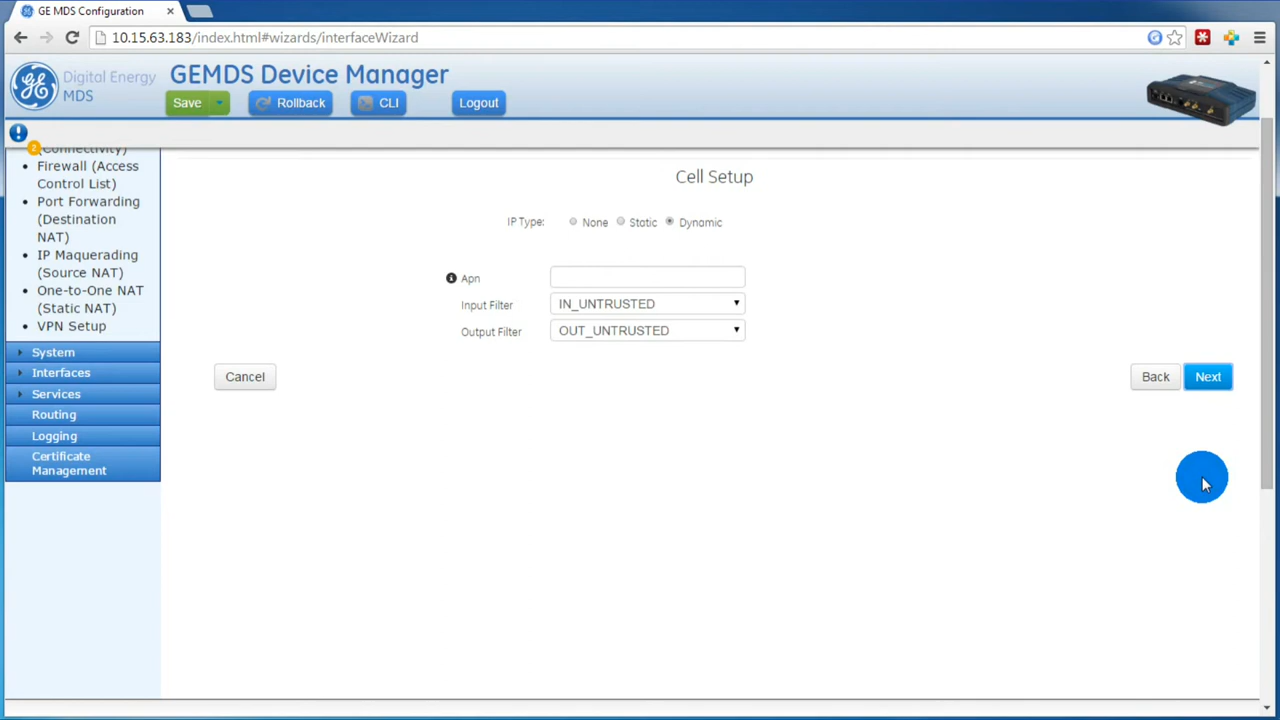 GE MDS Configuration
10.15.63.183/index.html#wizards/interfaceWizard
Digital Energy
MDS
GEMDS Device Manager
Save
Rollback
CLI
Logout
2
Connectivity)
Firewall (Access
Control List)
Port Forwarding
(Destination
NAT)
IP Maquerading
(Source NAT)
One-to-One NAT
(Static NAT)
VPN Setup
System
Interfaces
Services
Routing
Logging
Certificate
Management
Cell Setup
IP Type: None Static Dynamic
Apn
Input Filter IN_UNTRUSTED
Output Filter OUT_UNTRUSTED
Cancel
Back
Next